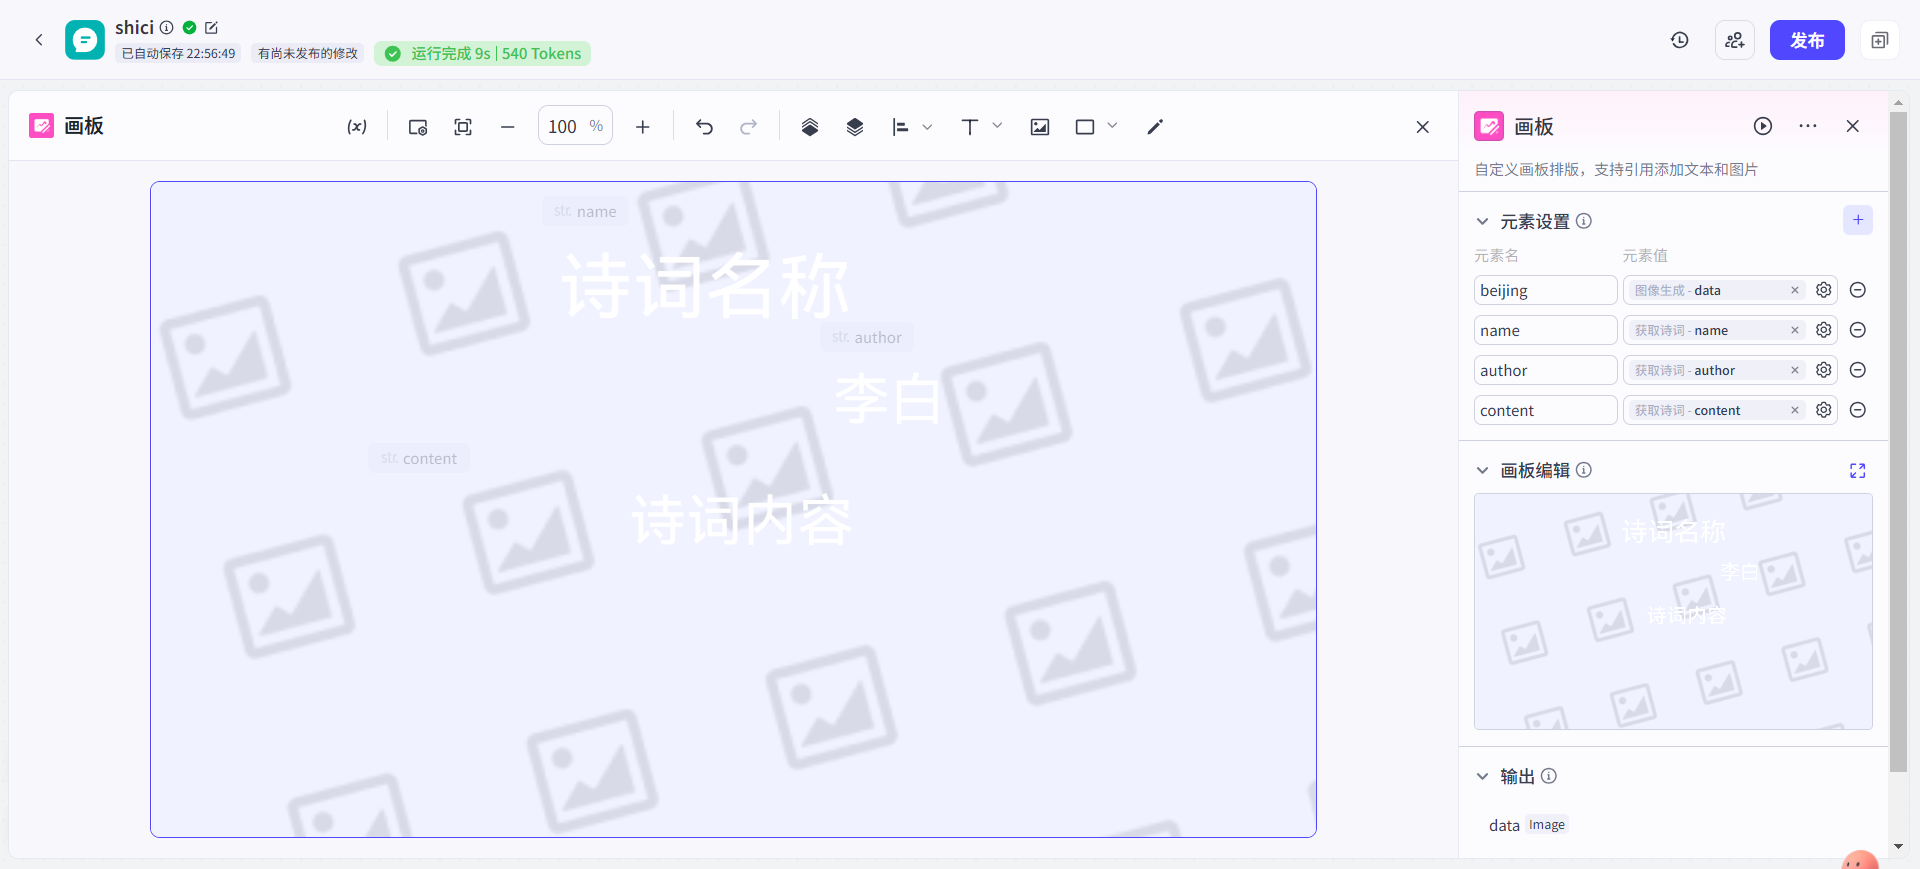 shici
已自动保存 22:56:49
有尚未发布的修改
运行完成 9s | 540 Tokens
发布
画板
(x)
100 %
T
str. name
诗词名称
str. author
李白
str. content
诗词内容
画板
自定义画板排版，支持引用添加文本和图片
元素设置
元素名 元素值
beijing 图像生成 - data
name 获取诗词 - name
author 获取诗词 - author
content 获取诗词 - content
画板编辑
诗词名称
李白
诗词内容
输出
data Image